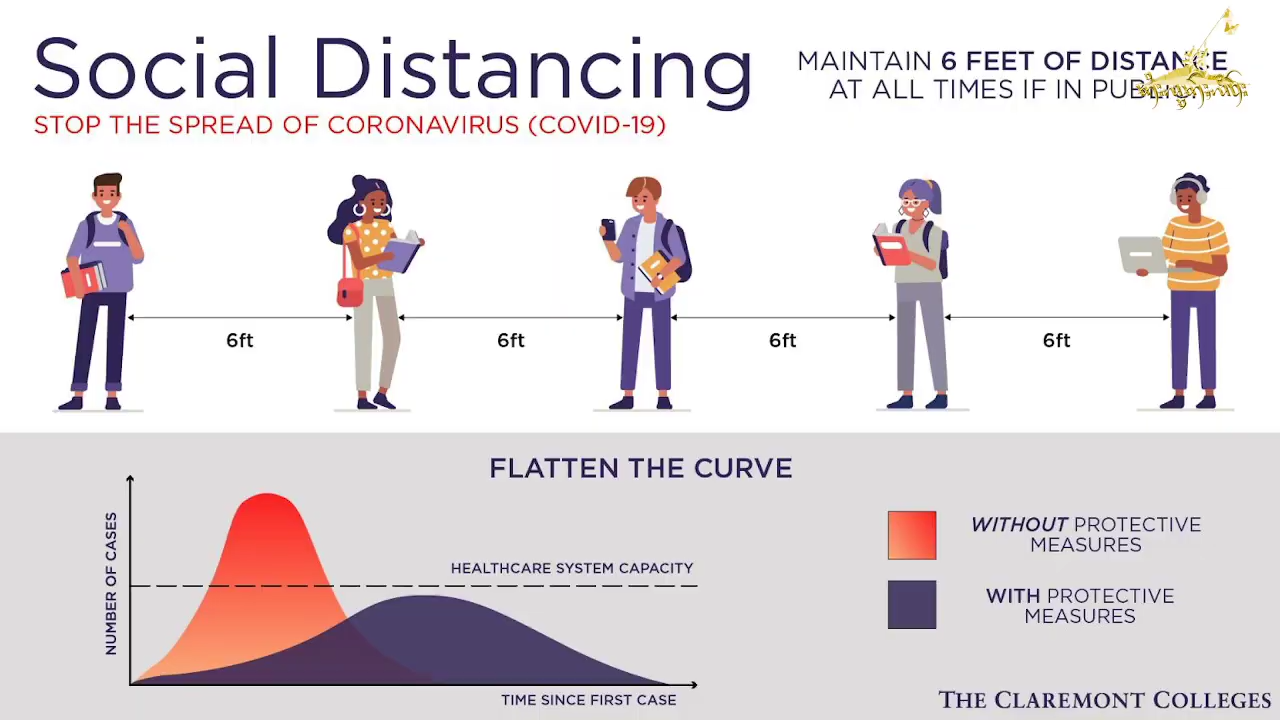 Social Distancing
STOP THE SPREAD OF CORONAVIRUS (COVID-19)
MAINTAIN 6 FEET OF DISTANCE
AT ALL TIMES IF IN PUBLIC
6ft
6ft
6ft
6ft
FLATTEN THE CURVE
NUMBER OF CASES
HEALTHCARE SYSTEM CAPACITY
TIME SINCE FIRST CASE
WITHOUT PROTECTIVE
MEASURES
WITH PROTECTIVE
MEASURES
THE CLAREMONT COLLEGES